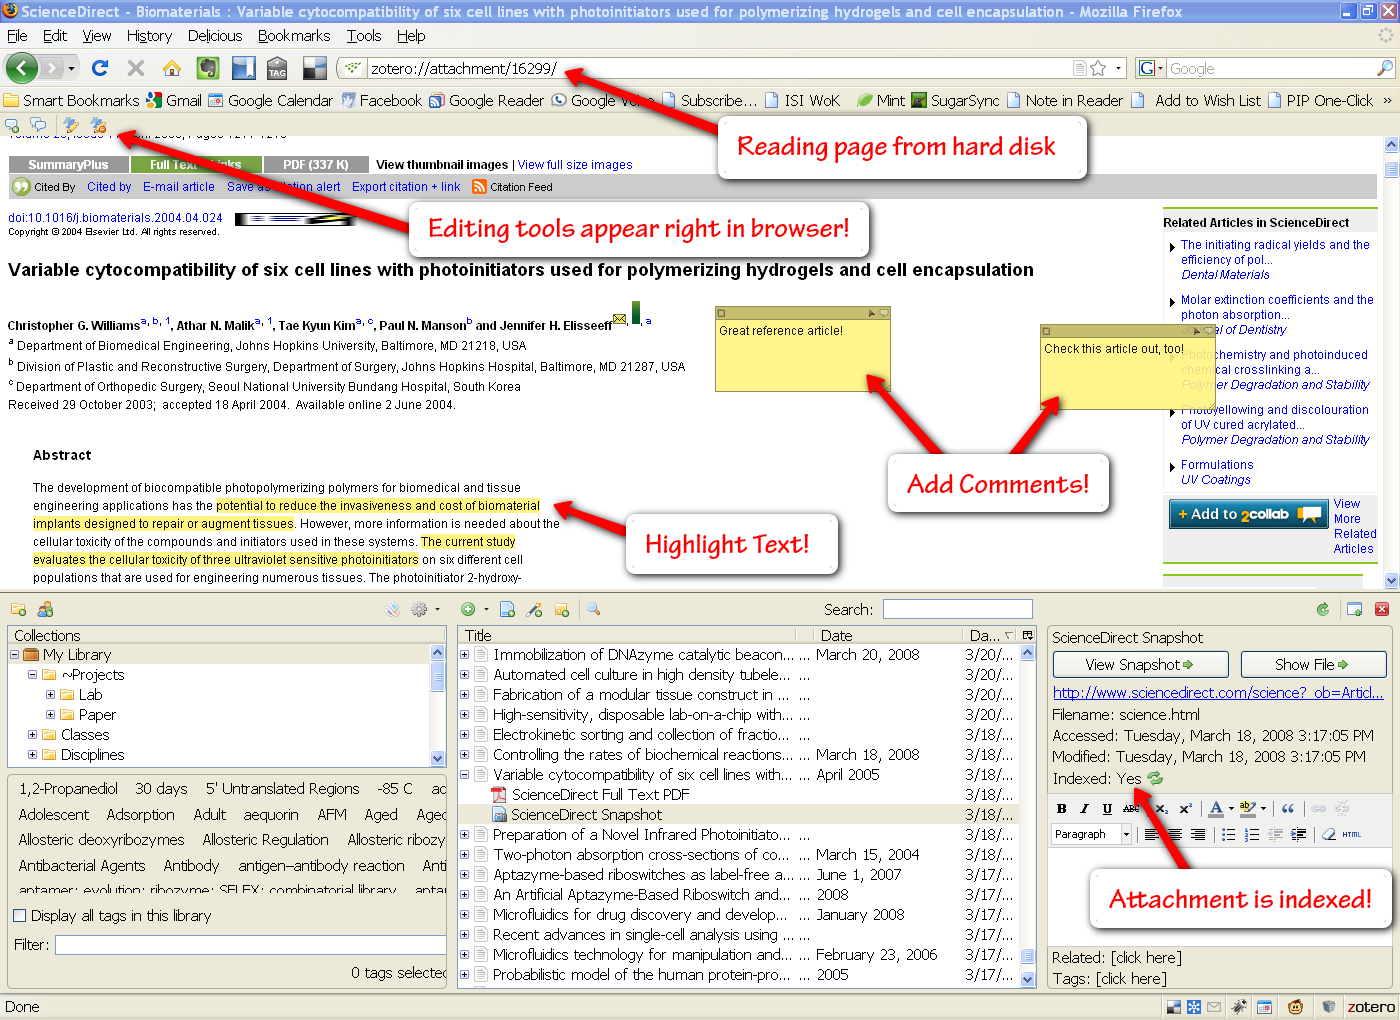 ScienceDirect - Biomaterials : Variable cytocompatibility of six cell lines with photoinitiators used for polymerizing hydrogels and cell encapsulation - Mozilla Firefox
File Edit View History Delicious Bookmarks Tools Help
TAG
zotero://attachment/16299/
Google
Smart Bookmarks Gmail Google Calendar Facebook Google Reader Google Subscribe... ISI WoK Mint SugarSync Note in Reader Add to Wish List PIP One-Click »
Reading page from hard disk
SummaryPlus Full Text Links PDF (337 K) View thumbnail images | View full size images
Cited By Cited by E-mail article Save as citation alert Export citation + link Citation Feed
doi:10.1016/j.biomaterials.2004.04.024
Copyright © 2004 Elsevier Ltd. All rights reserved.
Editing tools appear right in browser!
Variable cytocompatibility of six cell lines with photoinitiators used for polymerizing hydrogels and cell encapsulation
Christopher G. Williams a, b, 1, Athar N. Malik a, 1, Tae Kyun Kim a, c, Paul N. Manson b and Jennifer H. Elisseeff , a
a Department of Biomedical Engineering, Johns Hopkins University, Baltimore, MD 21218, USA
b Division of Plastic and Reconstructive Surgery, Department of Surgery, Johns Hopkins Hospital, Baltimore, MD 21287, USA
c Department of Orthopedic Surgery, Seoul National University Bundang Hospital, South Korea
Received 29 October 2003; accepted 18 April 2004. Available online 2 June 2004.
Great reference article!
Check this article out, too!
Add Comments!
Related Articles in ScienceDirect
The initiating radical yields and the
efficiency of pol...
Dental Materials
Molar extinction coefficients and the
photon absorption...
Journal of Dentistry
Photochemistry and photoinduced
chemical crosslinking a...
Polymer Degradation and Stability
Photoyellowing and discolouration
of UV cured acrylated...
Polymer Degradation and Stability
Formulations
UV Coatings
+ Add to 2collab
View
More
Related
Articles
Abstract
The development of biocompatible photopolymerizing polymers for biomedical and tissue
engineering applications has the potential to reduce the invasiveness and cost of biomaterial
implants designed to repair or augment tissues. However, more information is needed about the
cellular toxicity of the compounds and initiators used in these systems. The current study
evaluates the cellular toxicity of three ultraviolet sensitive photoinitiators on six different cell
populations that are used for engineering numerous tissues. The photoinitiator 2-hydroxy-
Highlight Text!
Collections
My Library
~Projects
Lab
Paper
Classes
Disciplines
1,2-Propanediol 30 days 5' Untranslated Regions -85 C ac
Adolescent Adsorption Adult aequorin AFM Aged Aged
Allosteric deoxyribozymes Allosteric Regulation Allosteric ribozy
Antibacterial Agents Antibody antigen–antibody reaction Anti
aptamer; evolution; ribozyme; SELEX; combinatorial library aptar
Display all tags in this library
Filter:
0 tags selected
Search:
Title Date Da...
Immobilization of DNAzyme catalytic beacon... ... March 20, 2008 3/20/...
Automated cell culture in high density tubele... ... 3/20/...
Fabrication of a modular tissue construct in ... ... 3/20/...
High-sensitivity, disposable lab-on-a-chip with... ... 3/20/...
Electrokinetic sorting and collection of fractio... ... 3/18/...
Controlling the rates of biochemical reactions... ... March 18, 2008 3/18/...
Variable cytocompatibility of six cell lines with... ... April 2005 3/18/...
ScienceDirect Full Text PDF 3/18/...
ScienceDirect Snapshot 3/18/...
Preparation of a Novel Infrared Photoinitiato... ... 3/18/...
Two-photon absorption cross-sections of co... ... March 15, 2004 3/18/...
Aptazyme-based riboswitches as label-free a... ... June 1, 2007 3/17/...
An Artificial Aptazyme-Based Riboswitch and... ... 2008 3/17/...
Microfluidics for drug discovery and develop... ... January 2008 3/17/...
Recent advances in single-cell analysis using ... ... 3/17/...
Microfluidics technology for manipulation and... ... February 23, 2006 3/17/...
Probabilistic model of the human protein-pro... ... 2005 3/17/...
ScienceDirect Snapshot
View Snapshot Show File
http://www.sciencedirect.com/science?_ob=Articl...
Filename: science.html
Accessed: Tuesday, March 18, 2008 3:17:05 PM
Modified: Tuesday, March 18, 2008 3:17:05 PM
Indexed: Yes
B I U ABC X2 X2 A ab HTML
Paragraph
Attachment is indexed!
Related: [click here]
Tags: [click here]
Done
zotero